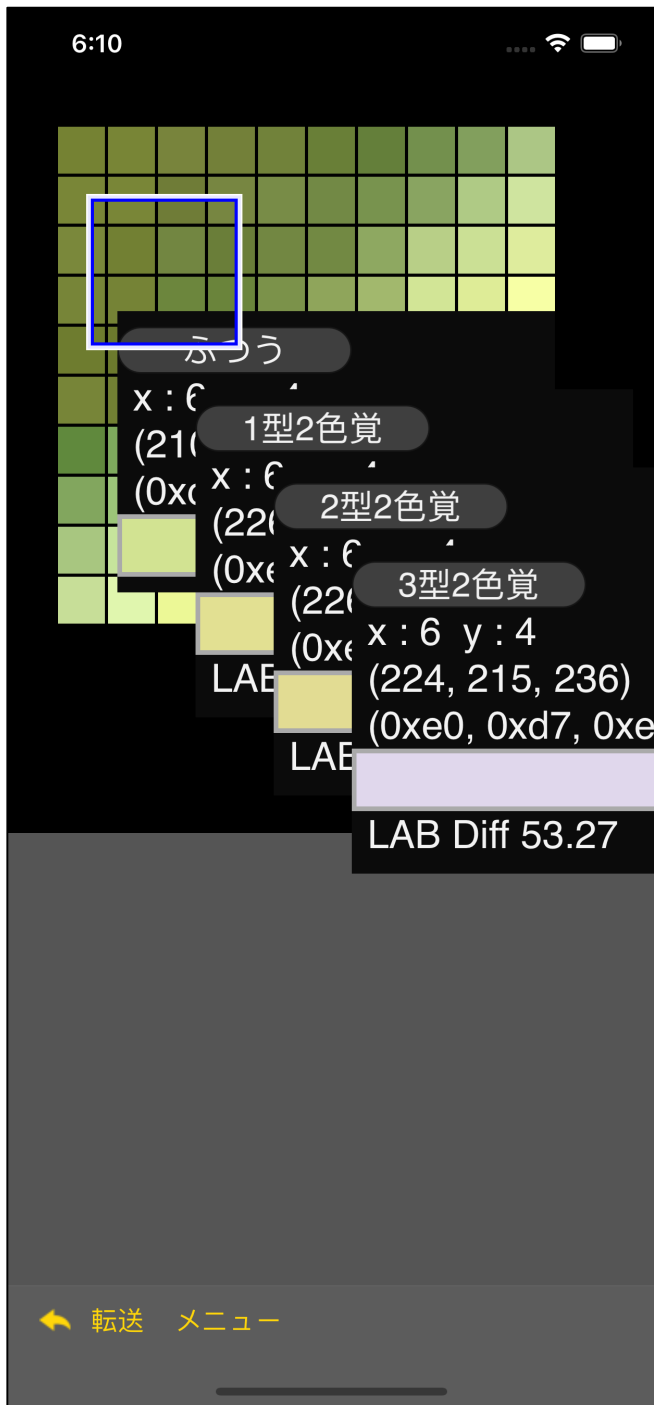 6:10
ふつう
x : 6
(210
(0x
1型2色覚
x : 6
(226
(0xe
LAB
2型2色覚
x : 6
(226
(0xe
LAB
3型2色覚
x : 6 y : 4
(224, 215, 236)
(0xe0, 0xd7, 0xe
LAB Diff 53.27
転送 メニュー